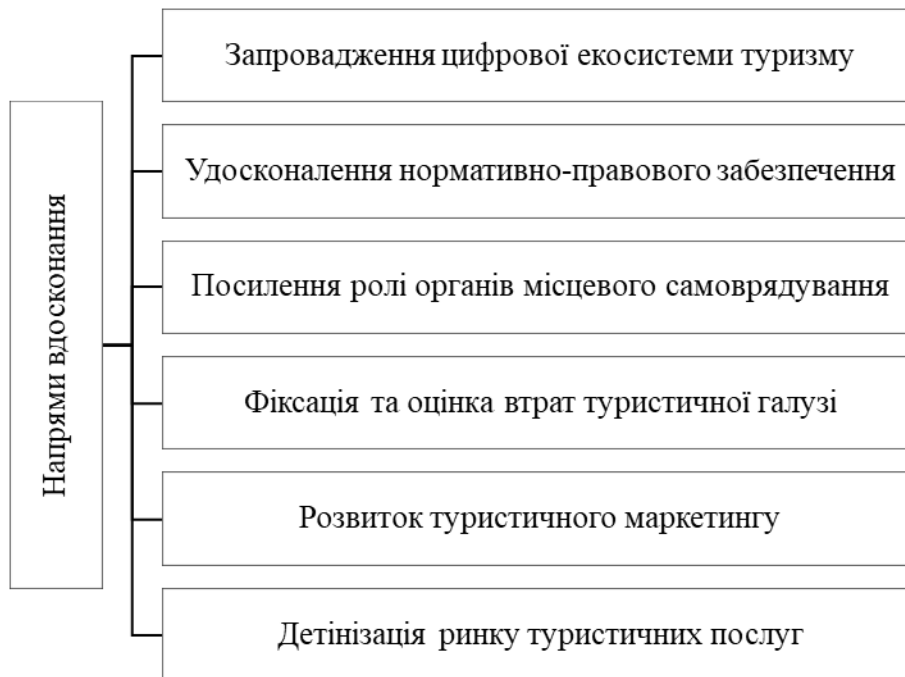 Напрями вдосконання
Запровадження цифрової екосистеми туризму
Удосконалення нормативно-правового забезпечення
Посилення ролі органів місцевого самоврядування
Фіксація та оцінка втрат туристичної галузі
Розвиток туристичного маркетингу
Детінізація ринку туристичних послуг